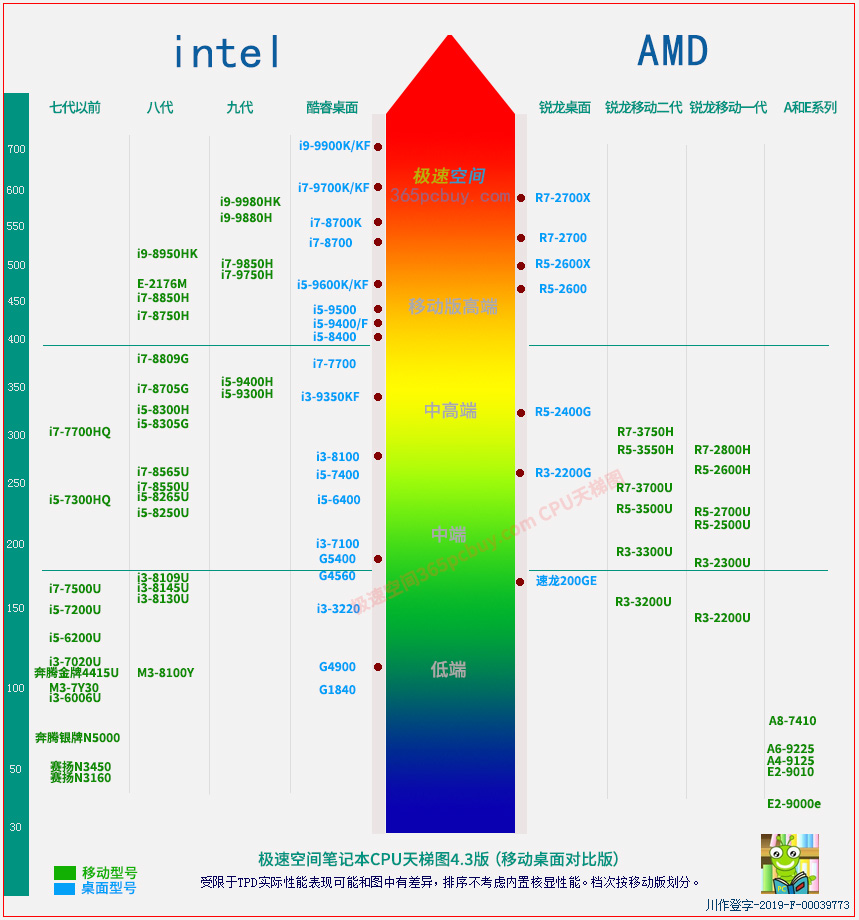 intel
AMD
七代以前
八代
九代
酷睿桌面
锐龙桌面
锐龙移动二代
锐龙移动一代
A和E系列
700
600
550
500
450
400
350
300
250
200
150
100
50
30
i7-7700HQ
i5-7300HQ
i7-7500U
i5-7200U
i5-6200U
i3-7020U
奔腾金牌4415U
M3-7Y30
i3-6006U
奔腾银牌N5000
赛扬N3450
赛扬N3160
i9-8950HK
E-2176M
i7-8850H
i7-8750H
i7-8809G
i7-8705G
i5-8300H
i5-8305G
i7-8565U
i7-8550U
i5-8265U
i5-8250U
i3-8109U
i3-8145U
i3-8130U
M3-8100Y
i9-9980HK
i9-9880H
i7-9850H
i7-9750H
i5-9400H
i5-9300H
i9-9900K/KF
i7-9700K/KF
i7-8700K
i7-8700
i5-9600K/KF
i5-9500
i5-9400/F
i5-8400
i7-7700
i3-9350KF
i3-8100
i5-7400
i5-6400
i3-7100
G5400
G4560
i3-3220
G4900
G1840
极速空间
365pcbuy.com
移动版高端
中高端
中端
低端
极速空间365pcbuy.com CPU天梯图
R7-2700X
R7-2700
R5-2600X
R5-2600
R5-2400G
R3-2200G
速龙200GE
R7-3750H
R5-3550H
R7-3700U
R5-3500U
R3-3300U
R3-3200U
R7-2800H
R5-2600H
R5-2700U
R5-2500U
R3-2300U
R3-2200U
A8-7410
A6-9225
A4-9125
E2-9010
E2-9000e
极速空间笔记本CPU天梯图4.3版 (移动桌面对比版)
移动型号
桌面型号
受限于TPD实际性能表现可能和图中有差异，排序不考虑内置核显性能。档次按移动版划分。
川作登字-2019-F-00039773